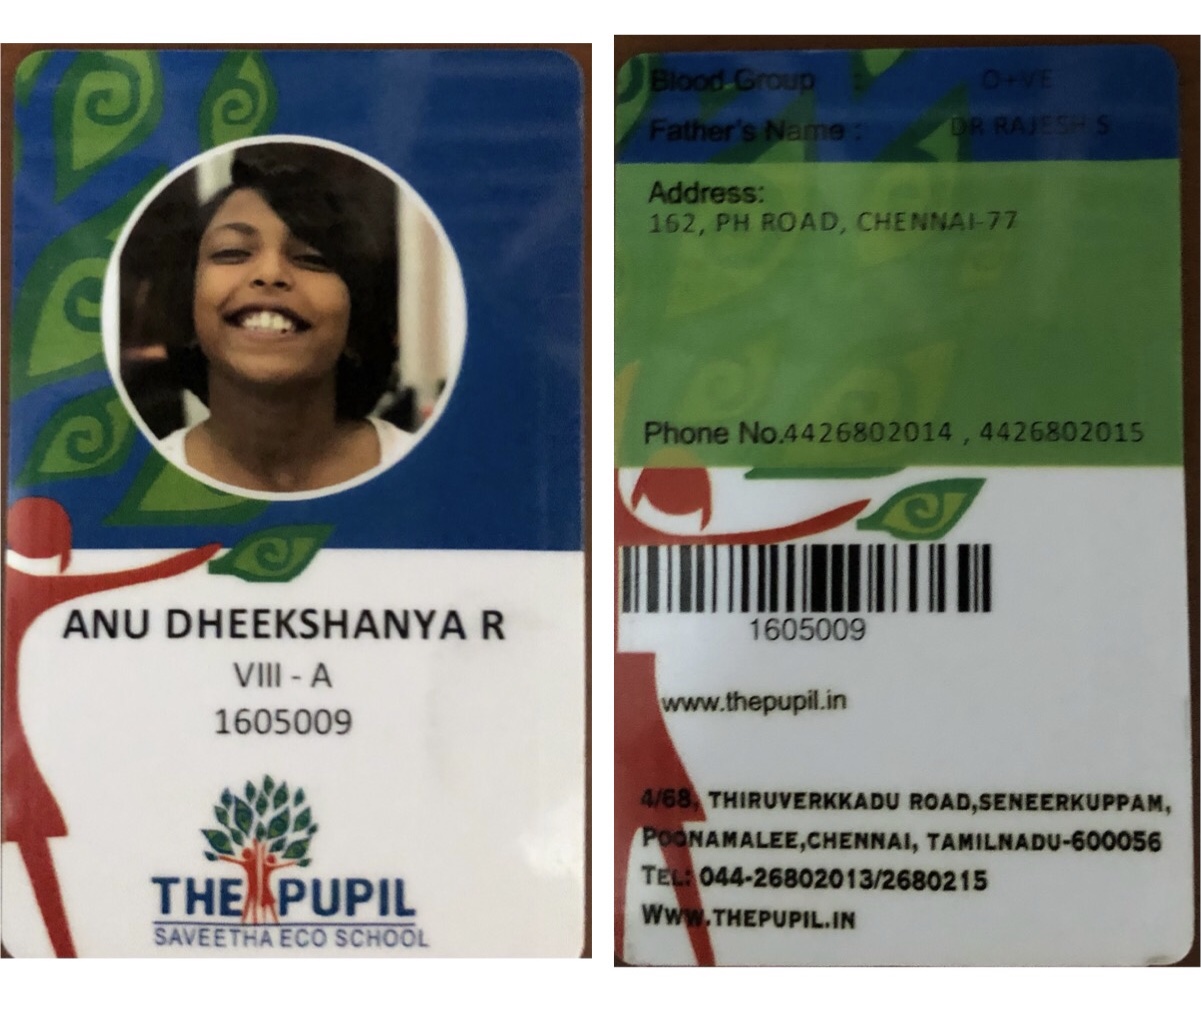 ANU DHEEKSHANYA R
VIII - A
1605009
THE PUPIL
SAVEETHA ECO SCHOOL
Blood Group : O+VE
Father's Name : DR RAJESH S
Address:
162, PH ROAD, CHENNAI-77
Phone No.4426802014 , 4426802015
1605009
www.thepupil.in
4/68, THIRUVERKKADU ROAD,SENEERKUPPAM,
POONAMALEE,CHENNAI, TAMILNADU-600056
TEL: 044-26802013/2680215
WWW.THEPUPIL.IN